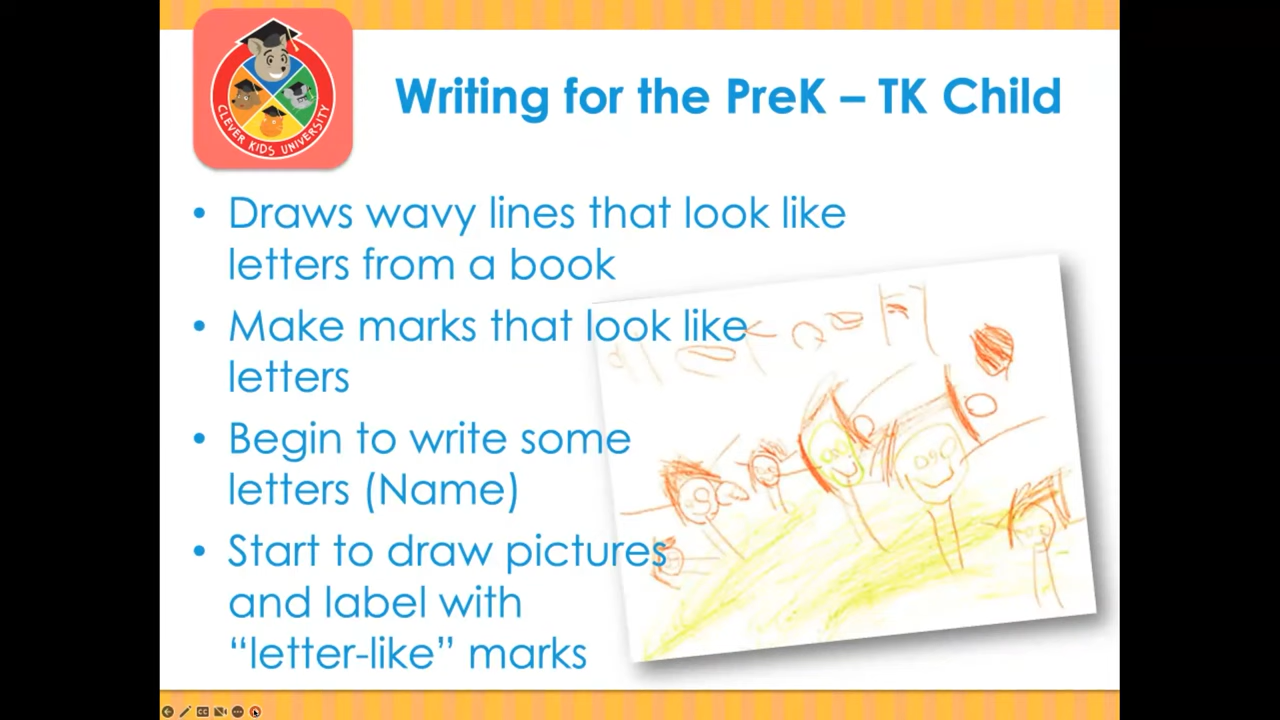 CLEVER KIDS UNIVERSITY
Writing for the PreK – TK Child
• Draws wavy lines that look like
letters from a book
• Make marks that look like
letters
• Begin to write some
letters (Name)
• Start to draw pictures
and label with
“letter-like” marks
CC